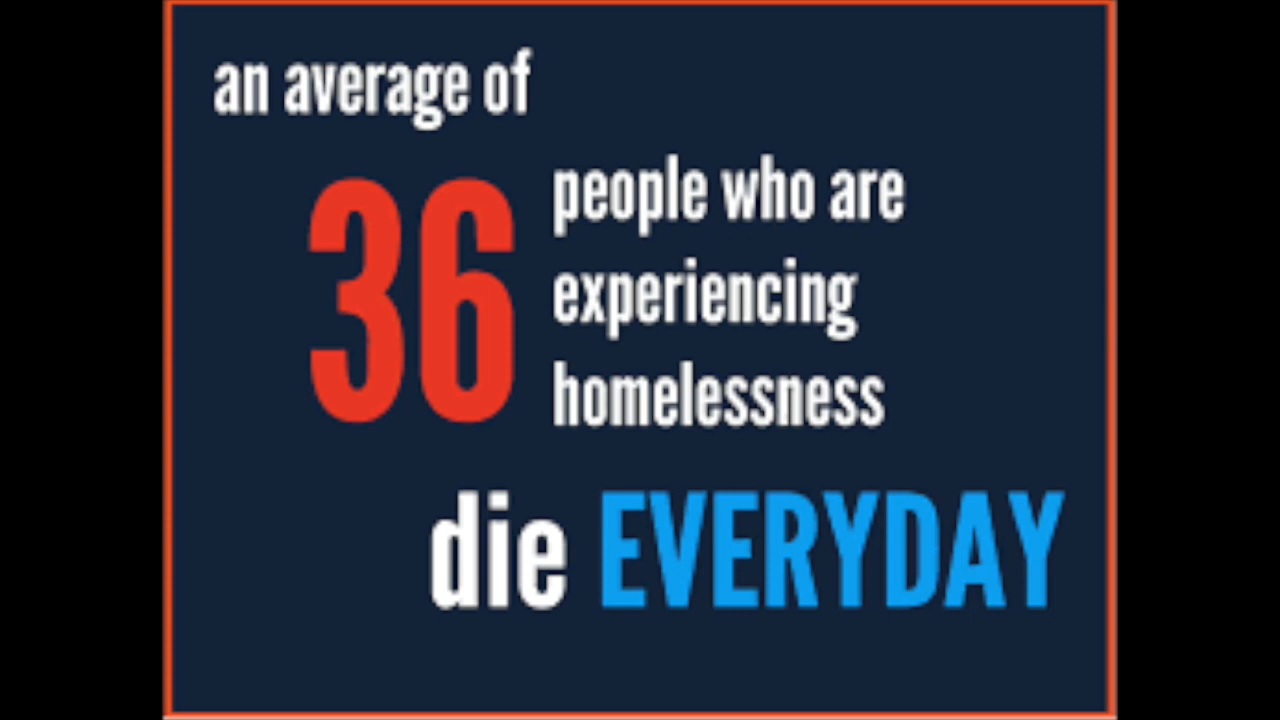 an average of
36
people who are
experiencing
homelessness
die EVERYDAY